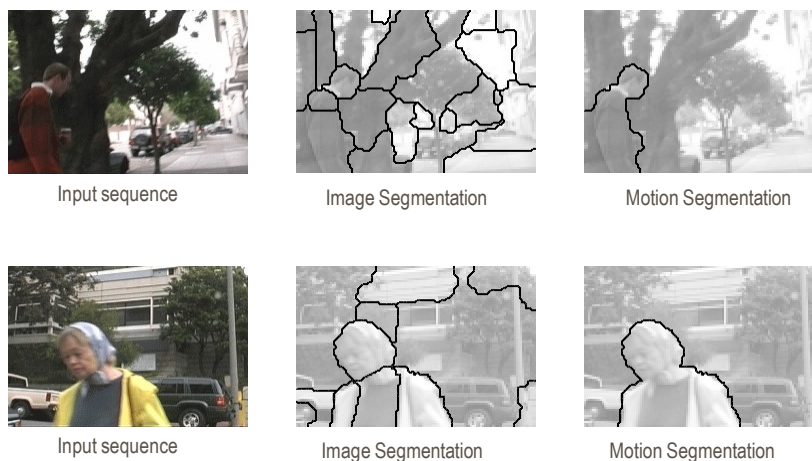 Input sequence
Image Segmentation
Motion Segmentation
Input sequence
Image Segmentation
Motion Segmentation